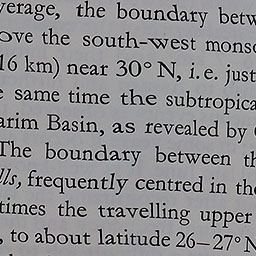 verage, the boundary betw
ove the south-west monso
16 km) near 30° N, i.e. just
e same time the subtropica
arim Basin, as revealed by
The boundary between th
lls, frequently centred in the
times the travelling upper
, to about latitude 26–27° N